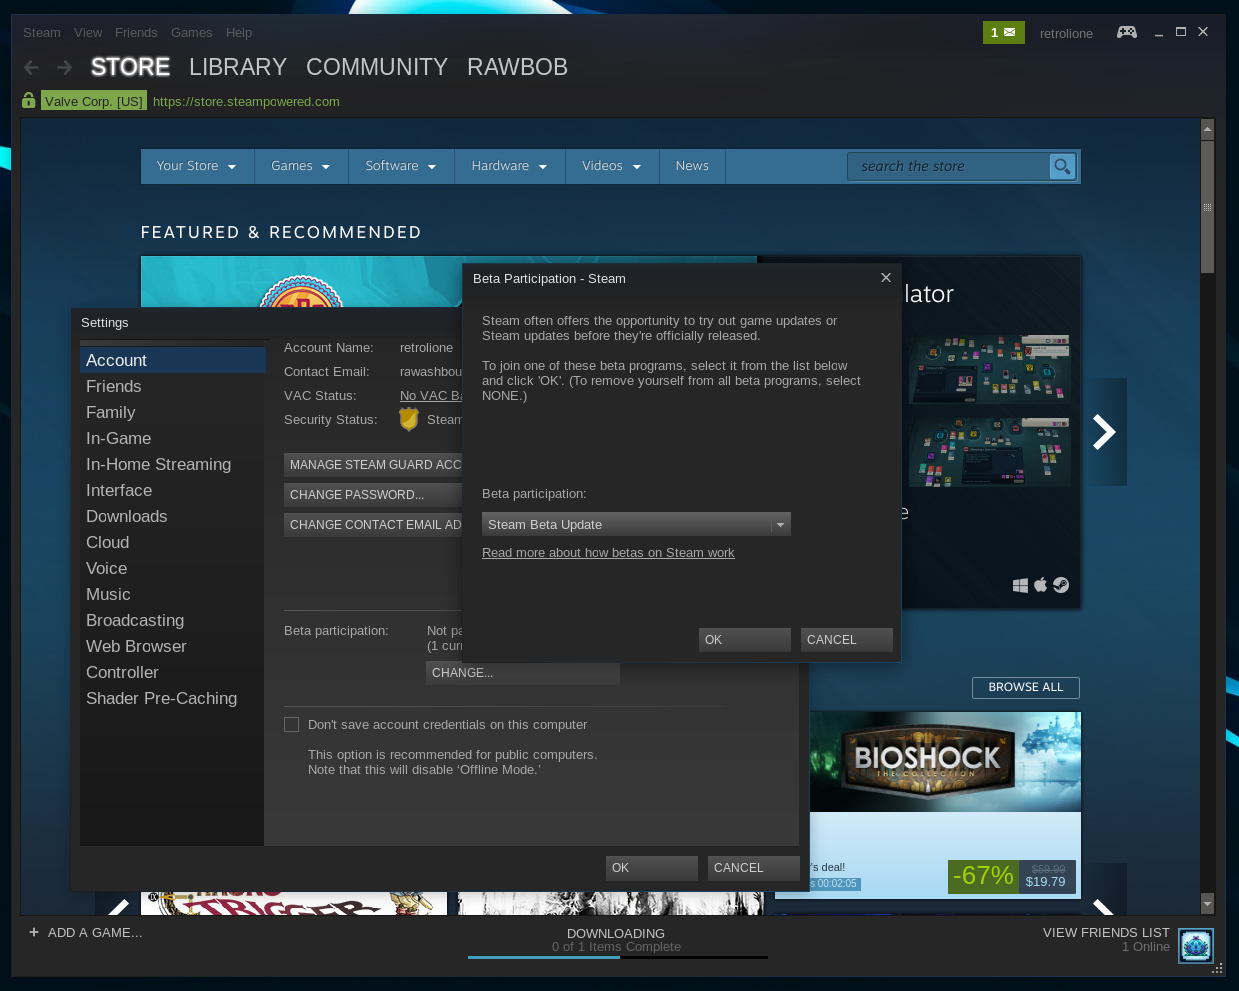 Steam View Friends Games Help
1
retrolione
STORE LIBRARY COMMUNITY RAWBOB
Valve Corp. [US] https://store.steampowered.com
Your Store Games Software Hardware Videos News
search the store
FEATURED & RECOMMENDED
lator
Beta Participation - Steam
Steam often offers the opportunity to try out game updates or
Steam updates before they're officially released.
To join one of these beta programs, select it from the list below
and click 'OK'. (To remove yourself from all beta programs, select
NONE.)
Beta participation:
Steam Beta Update
Read more about how betas on Steam work
OK CANCEL
Settings
Account
Friends
Family
In-Game
In-Home Streaming
Interface
Downloads
Cloud
Voice
Music
Broadcasting
Web Browser
Controller
Shader Pre-Caching
Account Name: retrolione
Contact Email: rawashbou
VAC Status: No VAC Ba
Security Status: Steam
MANAGE STEAM GUARD ACC
CHANGE PASSWORD...
CHANGE CONTACT EMAIL AD
Beta participation: Not pa
(1 curr
CHANGE...
Don't save account credentials on this computer
This option is recommended for public computers.
Note that this will disable ‘Offline Mode.’
OK CANCEL
e
BROWSE ALL
BIOSHOCK
THE COLLECTION
's deal!
s 00:02:05
-67%
$59.99
$19.79
TRIGGER
ADD A GAME...
DOWNLOADING
0 of 1 Items Complete
VIEW FRIENDS LIST
1 Online